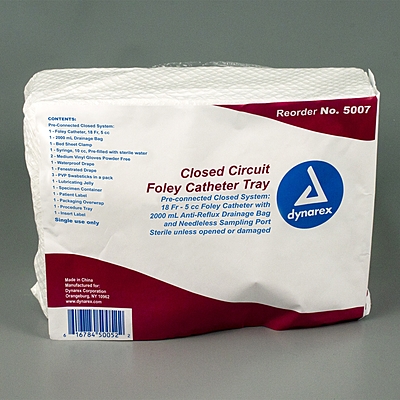 Reorder No. 5007
CONTENTS:
Pre-Connected Closed System:
1 - Foley Catheter, 18 Fr, 5 cc
1 - 2000 mL Drainage Bag
1 - Bed Sheet Clamp
1 - Syringe, 10 cc, Pre-filled with sterile water
2 - Medium Vinyl Gloves Powder Free
1 - Waterproof Drape
1 - Fenestrated Drape
3 - PVP Swabsticks in a pack
1 - Lubricating Jelly
1 - Specimen Container
1 - Patient Label
1 - Packaging Overwrap
1 - Procedure Tray
1 - Insert Label
Single use only
Closed Circuit
Foley Catheter Tray
Pre-connected Closed System:
18 Fr - 5 cc Foley Catheter with
2000 mL Anti-Reflux Drainage Bag
and Needleless Sampling Port
Sterile unless opened or damaged
dynarex
Made in China
Manufactured for:
Dynarex Corporation
Orangeburg, NY 10962
www.dynarex.com
6 16784 50052 2